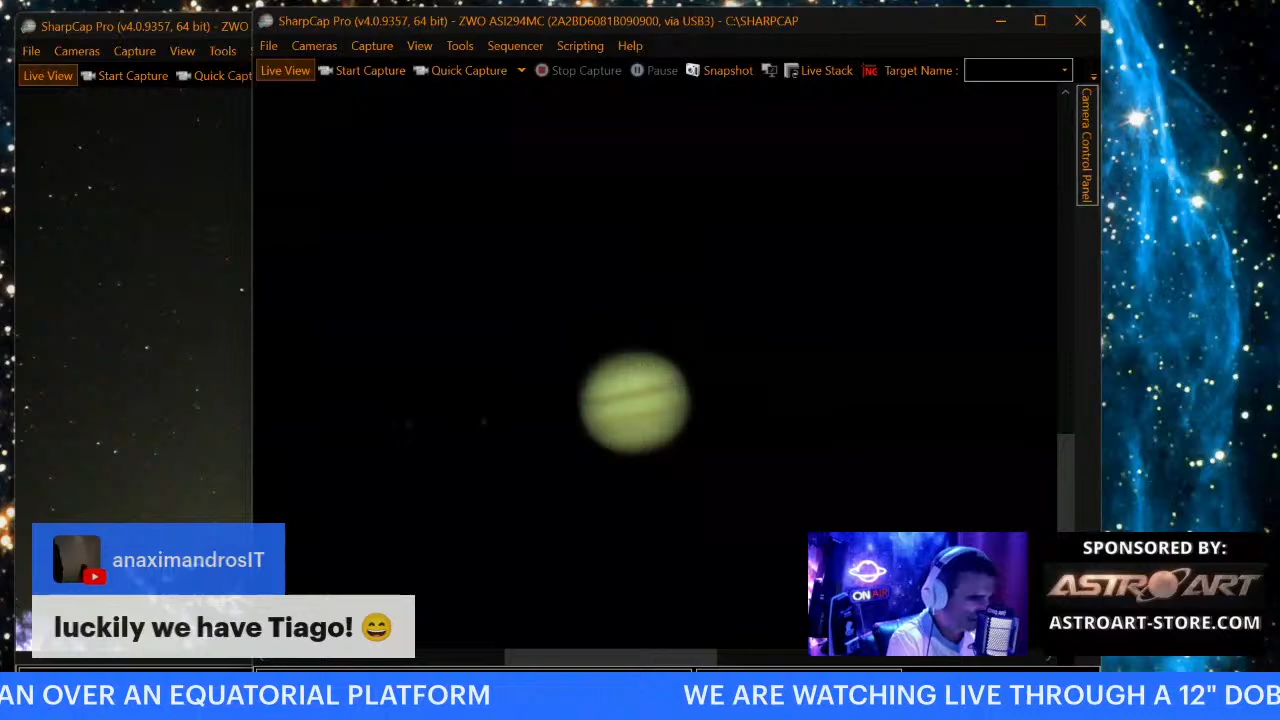 SharpCap Pro (v4.0.9357, 64 bit) - ZWO
File Cameras Capture View Tools
Live View Start Capture Quick Capt
SharpCap Pro (v4.0.9357, 64 bit) - ZWO ASI294MC (2A2BD6081B090900, via USB3) - C:\SHARPCAP
File Cameras Capture View Tools Sequencer Scripting Help
Live View Start Capture Quick Capture Stop Capture Pause Snapshot Live Stack Target Name :
Camera Control Panel
anaximandrosIT
luckily we have Tiago! 😄
ON AIR
SPONSORED BY:
ASTROART
ASTROART-STORE.COM
AN OVER AN EQUATORIAL PLATFORM WE ARE WATCHING LIVE THROUGH A 12" DOB